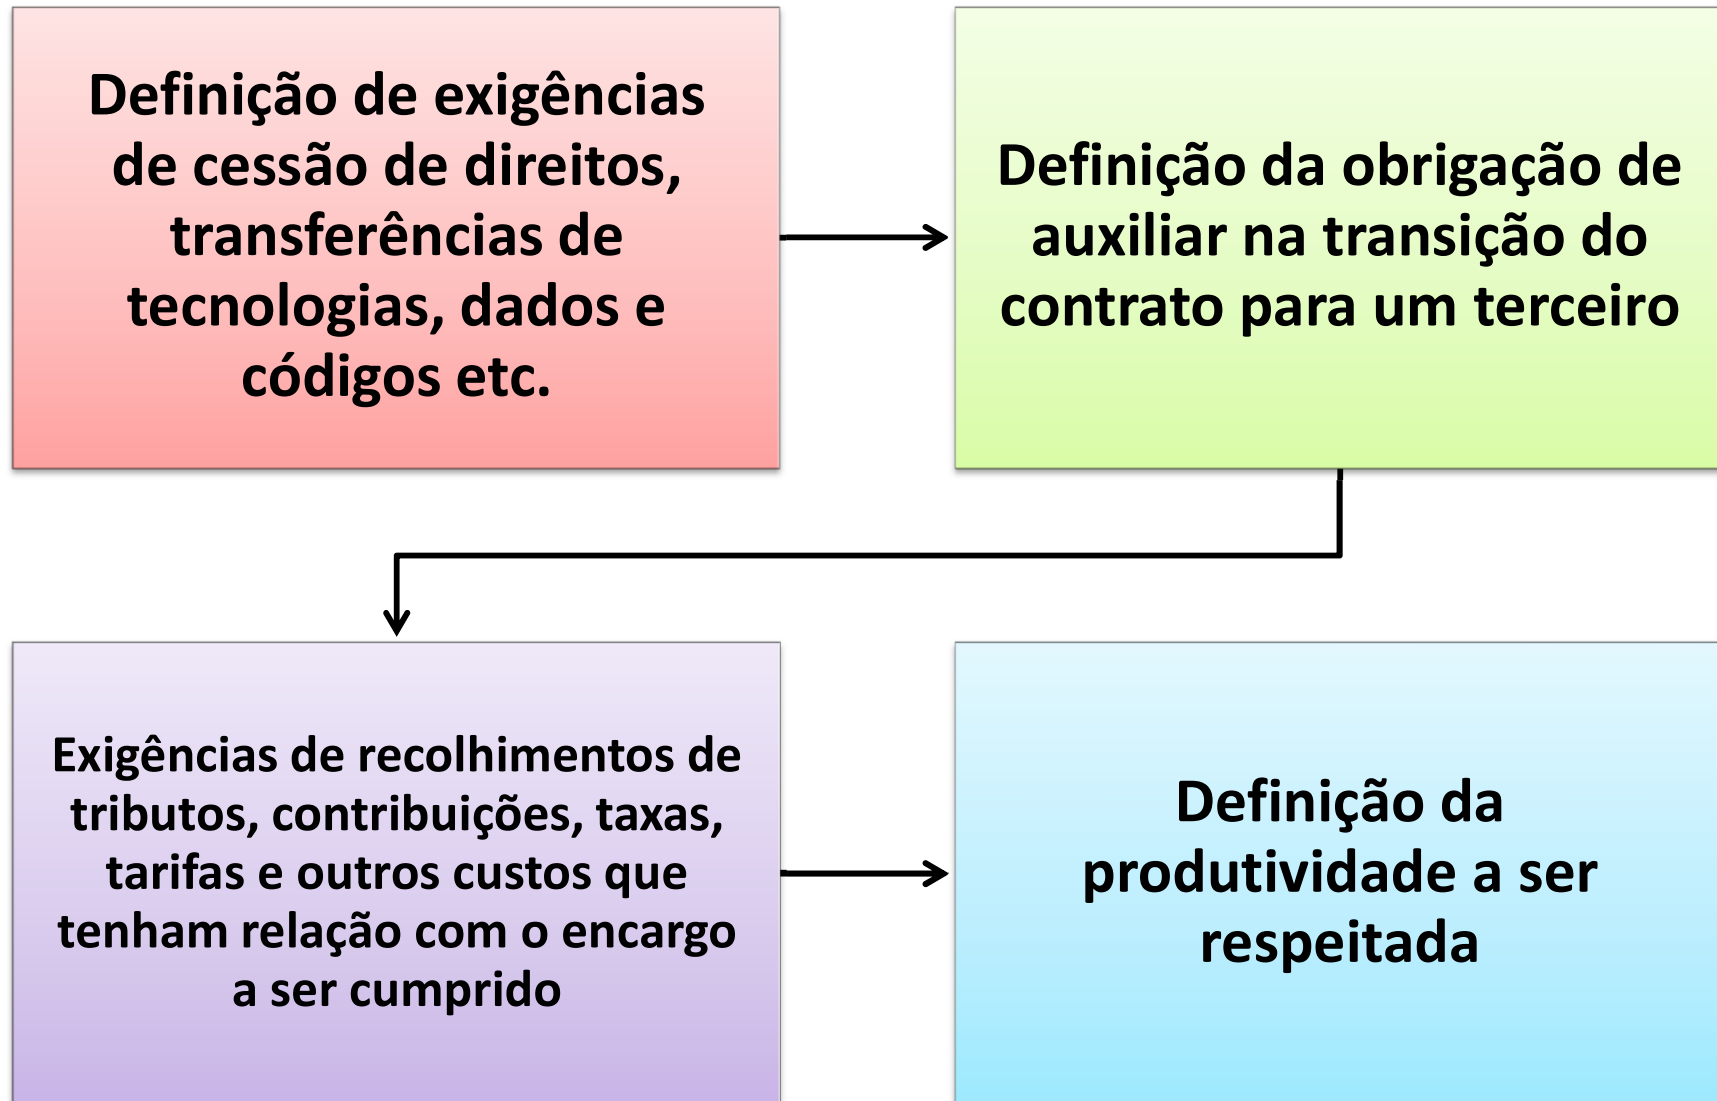 Definição de exigências
de cessão de direitos,
transferências de
tecnologias, dados e
códigos etc.
Definição da obrigação de
auxiliar na transição do
contrato para um terceiro
Exigências de recolhimentos de
tributos, contribuições, taxas,
tarifas e outros custos que
tenham relação com o encargo
a ser cumprido
Definição da
produtividade a ser
respeitada